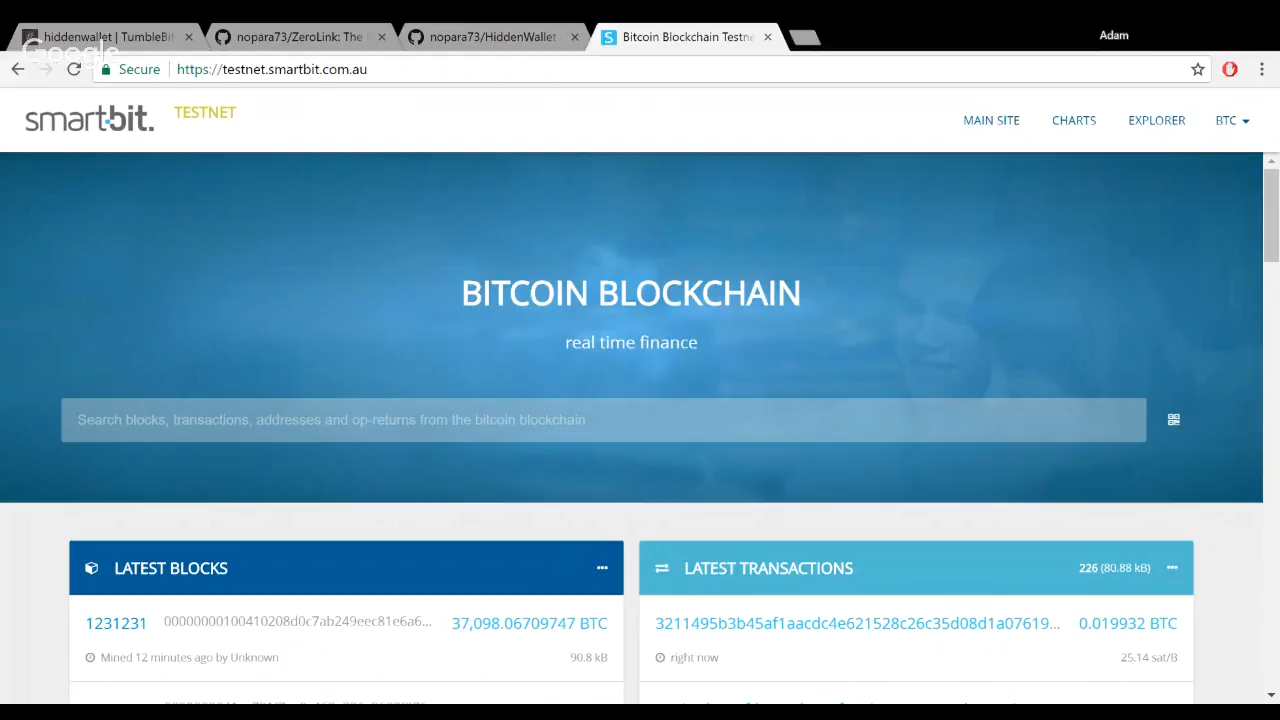 hiddenwallet | TumbleBit
nopara73/ZeroLink: The
nopara73/HiddenWallet
Bitcoin Blockchain Testne
Adam
Google
Secure
https://testnet.smartbit.com.au
smartbit.
TESTNET
MAIN SITE
CHARTS
EXPLORER
BTC
BITCOIN BLOCKCHAIN
real time finance
Search blocks, transactions, addresses and op-returns from the bitcoin blockchain
LATEST BLOCKS
1231231 00000000100410208d0c7ab249eec81e6a6... 37,098.06709747 BTC
Mined 12 minutes ago by Unknown 90.8 kB
LATEST TRANSACTIONS 226 (80.88 kB)
3211495b3b45af1aacdc4e621528c26c35d08d1a07619... 0.019932 BTC
right now 25.14 sat/B